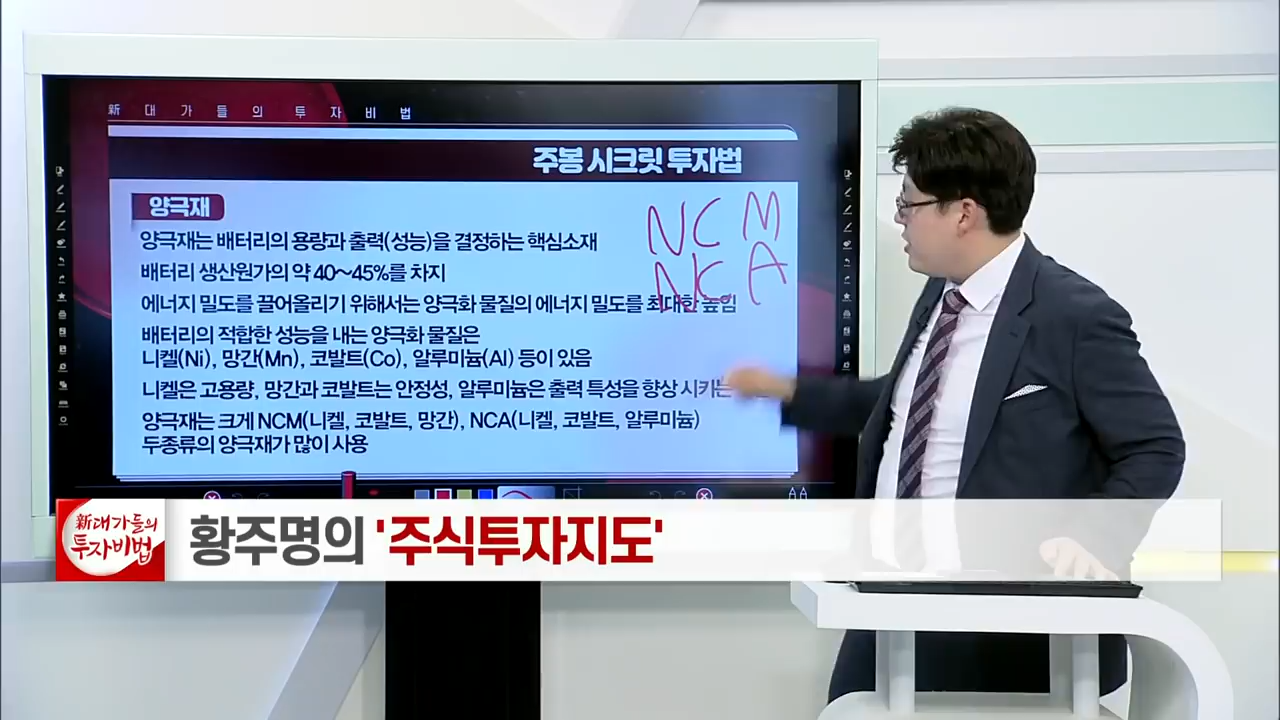 新 대 가 들 의 투 자 비 법
주봉 시크릿 투자법
양극재
NCM
NCA
양극재는 배터리의 용량과 출력(성능)을 결정하는 핵심소재
배터리 생산원가의 약 40~45%를 차지
에너지 밀도를 끌어올리기 위해서는 양극화 물질의 에너지 밀도를 최대한 높임
배터리의 적합한 성능을 내는 양극화 물질은
니켈(Ni), 망간(Mn), 코발트(Co), 알루미늄(Al) 등이 있음
니켈은 고용량, 망간과 코발트는 안정성, 알루미늄은 출력 특성을 향상 시키는
양극재는 크게 NCM(니켈, 코발트, 망간), NCA(니켈, 코발트, 알루미늄)
두종류의 양극재가 많이 사용
新대가들의
투자비법
황주명의 '주식투자지도'